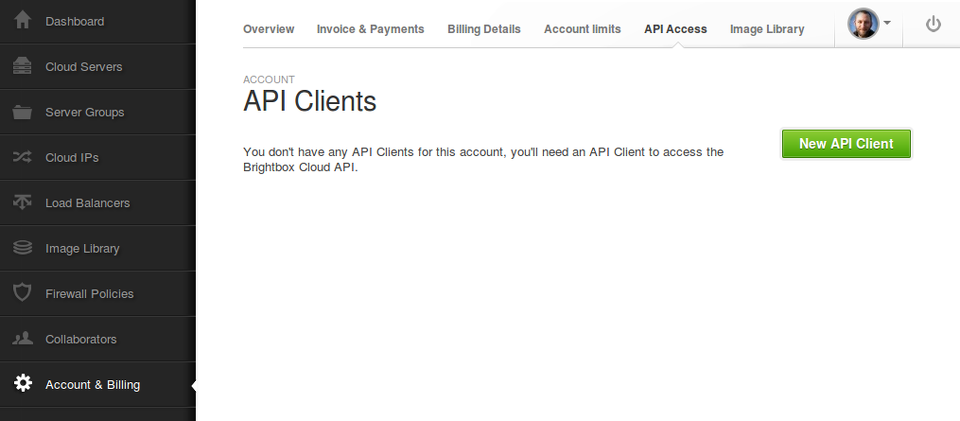 Dashboard
Cloud Servers
Server Groups
Cloud IPs
Load Balancers
Image Library
Firewall Policies
Collaborators
Account & Billing
Overview Invoice & Payments Billing Details Account limits API Access Image Library
ACCOUNT
API Clients
You don't have any API Clients for this account, you'll need an API Client to access the
Brightbox Cloud API.
New API Client